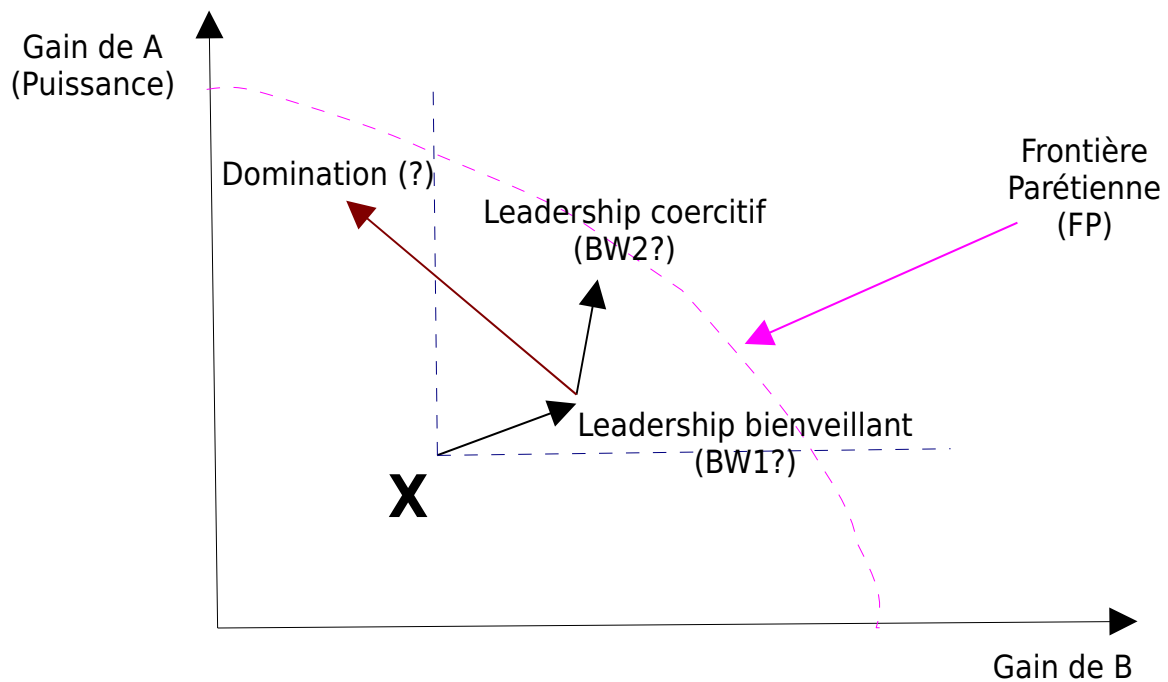 Gain de A
(Puissance)
Domination (?)
Leadership coercitif
(BW2?)
Frontière
Parétienne
(FP)
Leadership bienveillant
(BW1?)
X
Gain de B